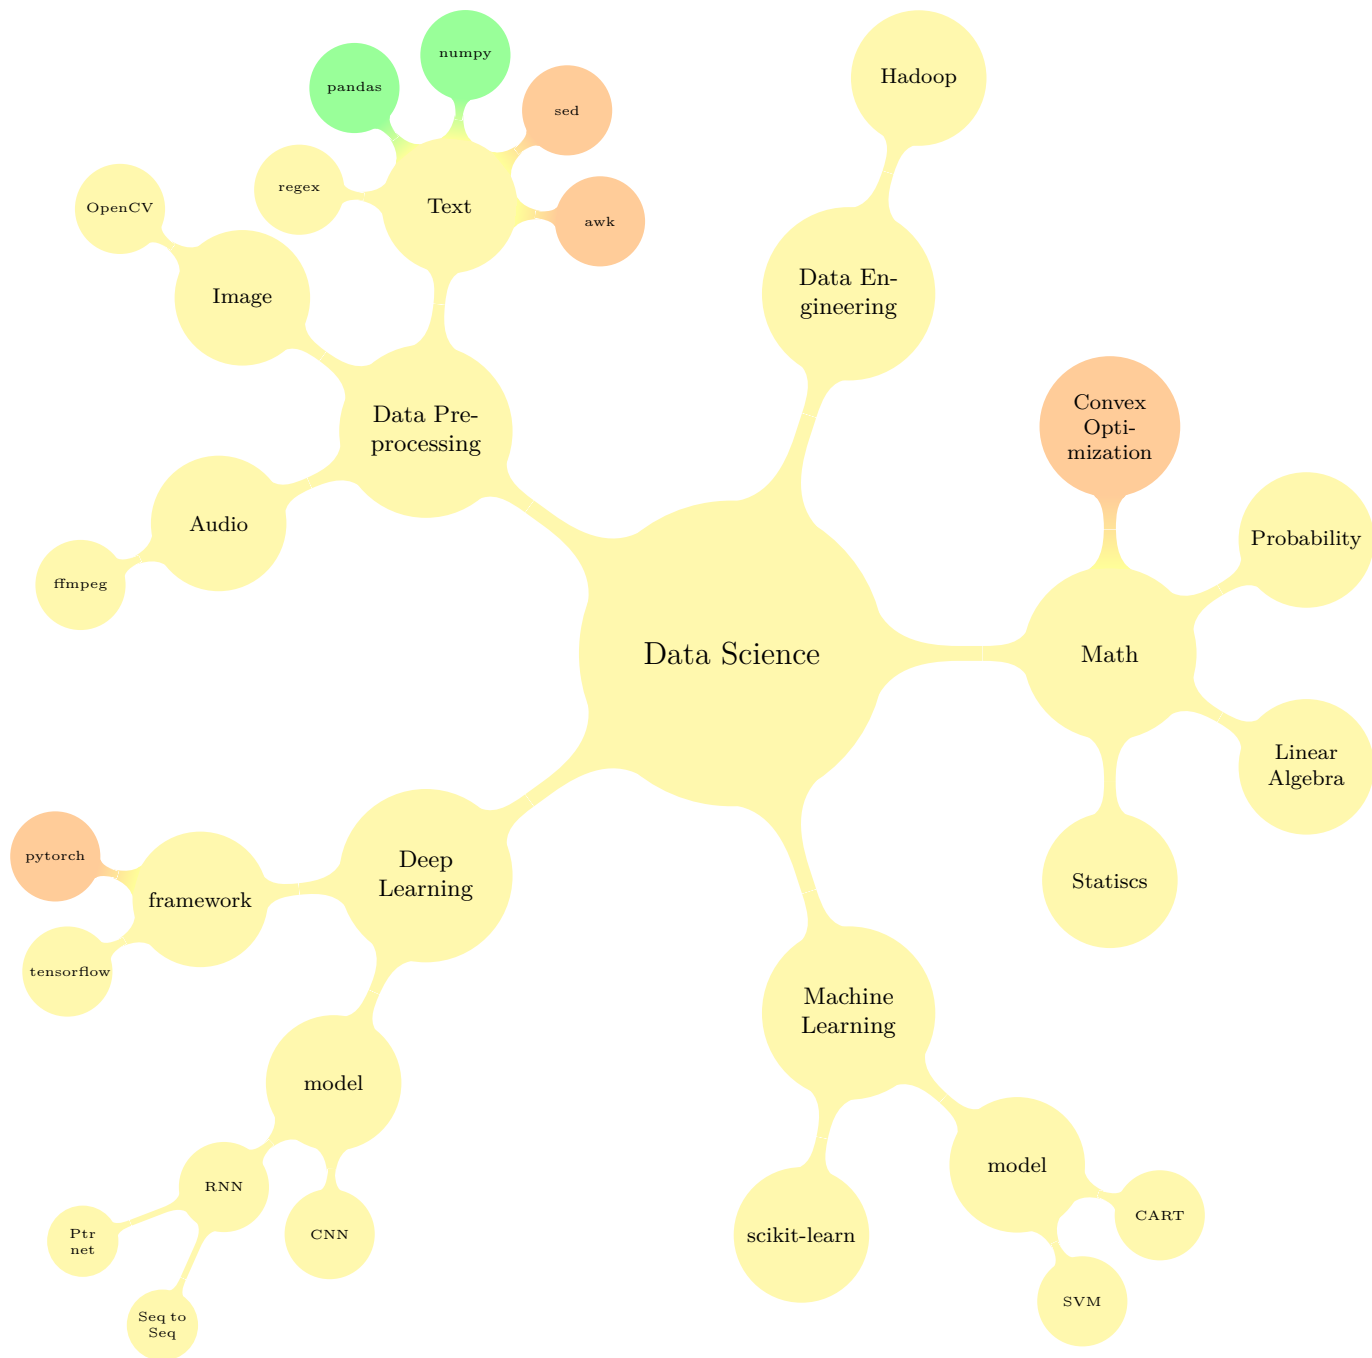 numpy
pandas
Hadoop
sed
regex
Text
OpenCV
awk
Data En-
gineering
Image
Convex
Opti-
mization
Data Pre-
processing
Audio
Probability
ffmpeg
Data Science
Math
Linear
Algebra
pytorch
Deep
Learning
Statiscs
framework
tensorflow
Machine
Learning
model
model
RNN
CART
Ptr
net
CNN
scikit-learn
SVM
Seq to
Seq